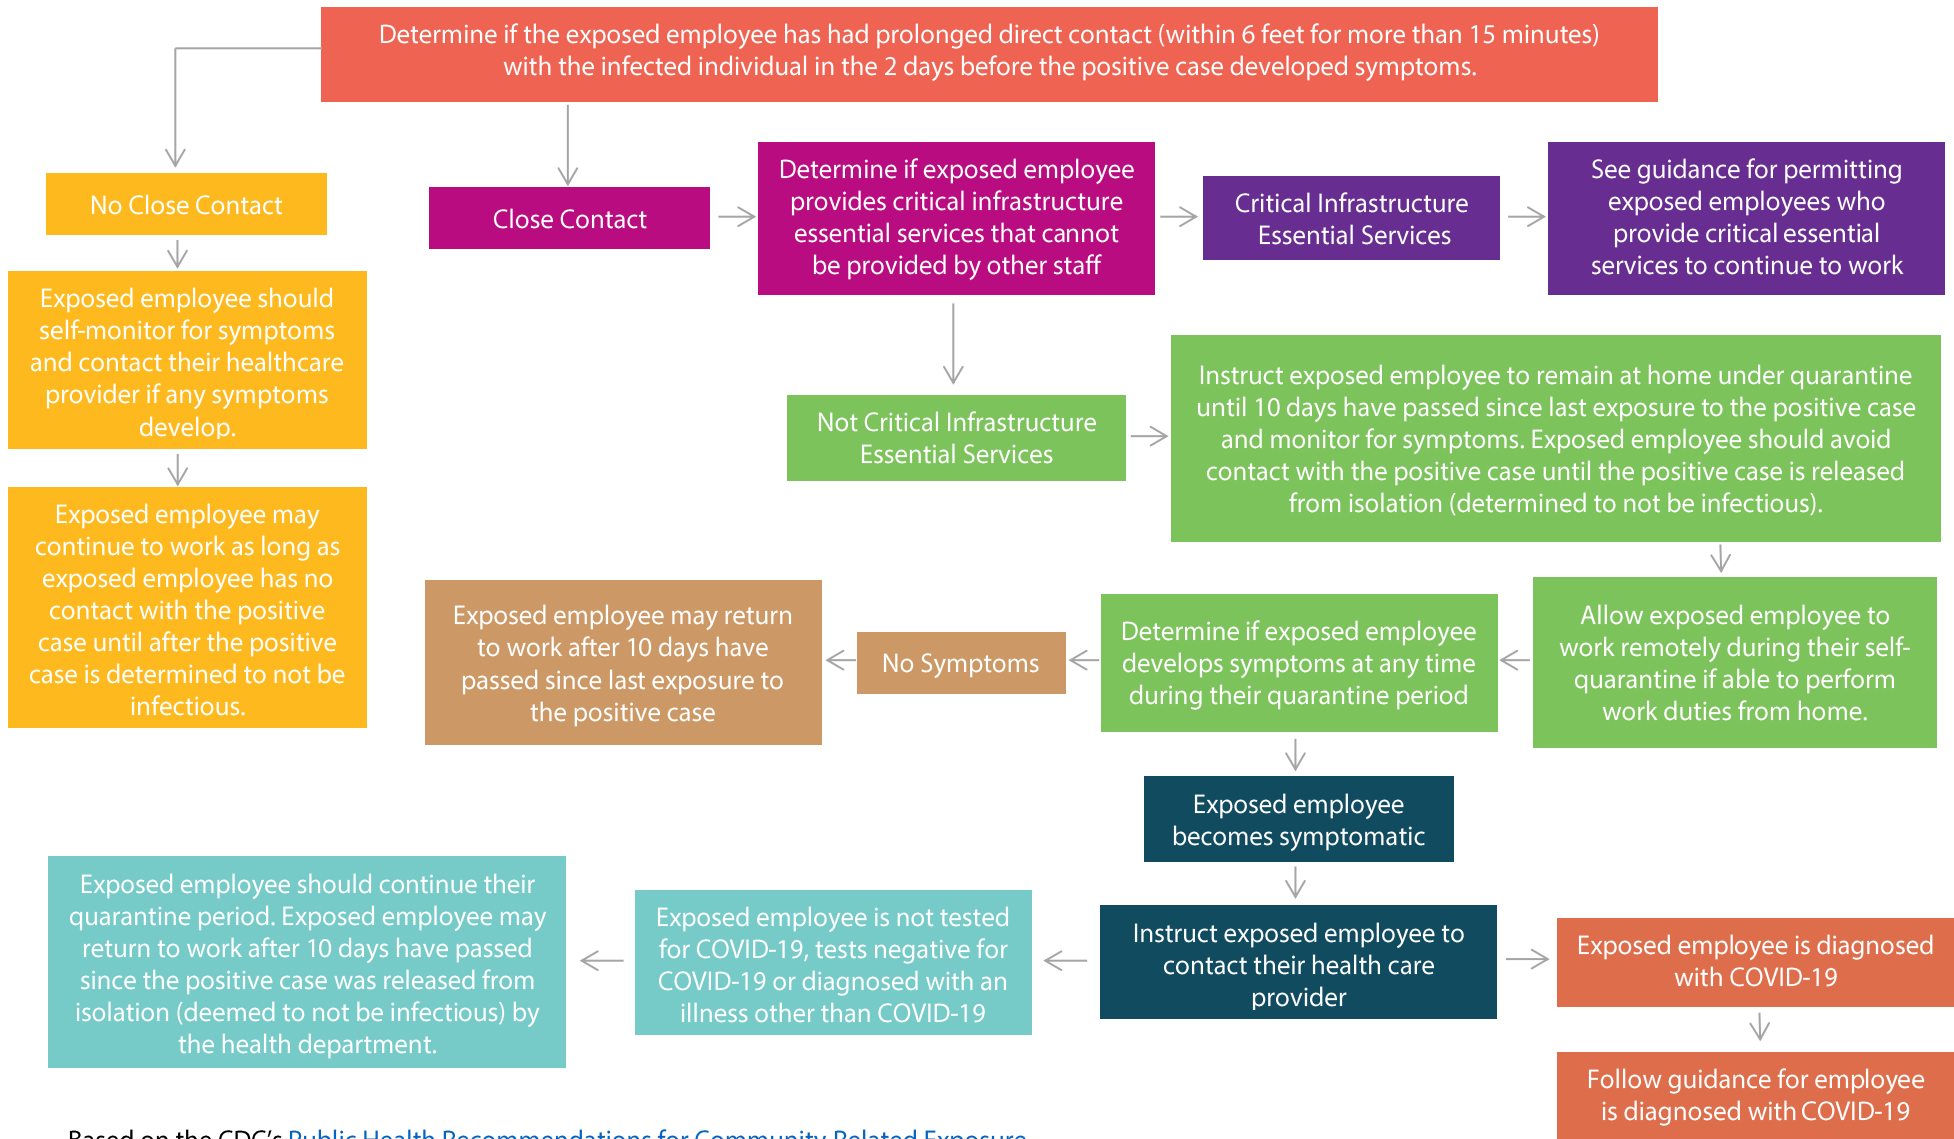 Determine if the exposed employee has had prolonged direct contact (within 6 feet for more than 15 minutes)
with the infected individual in the 2 days before the positive case developed symptoms.
No Close Contact
Exposed employee should
self-monitor for symptoms
and contact their healthcare
provider if any symptoms
develop.
Exposed employee may
continue to work as long as
exposed employee has no
contact with the positive
case until after the positive
case is determined to not be
infectious.
Close Contact
Determine if exposed employee
provides critical infrastructure
essential services that cannot
be provided by other staff
Critical Infrastructure
Essential Services
See guidance for permitting
exposed employees who
provide critical essential
services to continue to work
Not Critical Infrastructure
Essential Services
Instruct exposed employee to remain at home under quarantine
until 10 days have passed since last exposure to the positive case
and monitor for symptoms. Exposed employee should avoid
contact with the positive case until the positive case is released
from isolation (determined to not be infectious).
Allow exposed employee to
work remotely during their self-
quarantine if able to perform
work duties from home.
Determine if exposed employee
develops symptoms at any time
during their quarantine period
No Symptoms
Exposed employee may return
to work after 10 days have
passed since last exposure to
the positive case
Exposed employee
becomes symptomatic
Instruct exposed employee to
contact their health care
provider
Exposed employee is not tested
for COVID-19, tests negative for
COVID-19 or diagnosed with an
illness other than COVID-19
Exposed employee should continue their
quarantine period. Exposed employee may
return to work after 10 days have passed
since the positive case was released from
isolation (deemed to not be infectious) by
the health department.
Exposed employee is diagnosed
with COVID-19
Follow guidance for employee
is diagnosed with COVID-19
Based on the CDC's Public Health Recommendations for Community-Related Exposure